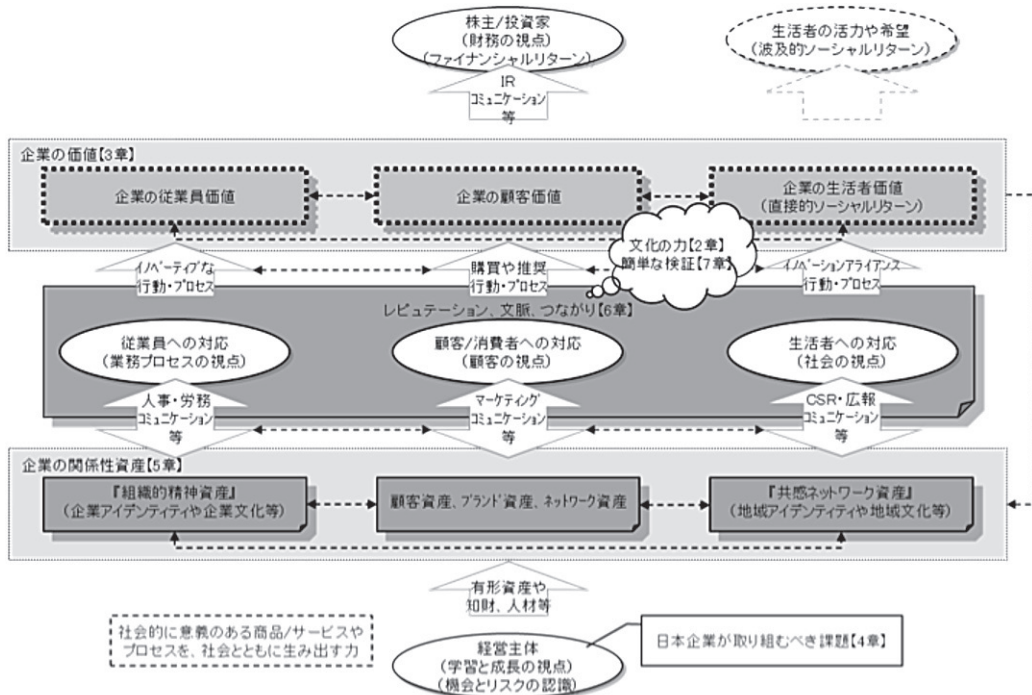 株主/投資家
(財務の視点)
(ファイナンシャルリターン)
生活者の活力や希望
(波及的ソーシャルリターン)
IR
コミュニケーション
等
企業の価値【3章】
企業の従業員価値
企業の顧客価値
企業の生活者価値
(直接的ソーシャルリターン)
文化の力【2章】
簡単な検証【7章】
イノベーティブな
行動・プロセス
購買や推奨
行動・プロセス
イノベーションアライアンス
行動・プロセス
レピュテーション、文脈、つながり【6章】
従業員への対応
(業務プロセスの視点)
顧客/消費者への対応
(顧客の視点)
生活者への対応
(社会の視点)
人事・労務
コミュニケーション
等
マーケティング
コミュニケーション
等
CSR・広報
コミュニケーション
等
企業の関係性資産【5章】
『組織的精神資産』
(企業アイデンティティや企業文化等)
顧客資産、ブランド資産、ネットワーク資産
『共感ネットワーク資産』
(地域アイデンティティや地域文化等)
有形資産や
知財、人材等
社会的に意義のある商品/サービスや
プロセスを、社会とともに生み出す力
経営主体
(学習と成長の視点)
(機会とリスクの認識)
日本企業が取り組むべき課題【4章】